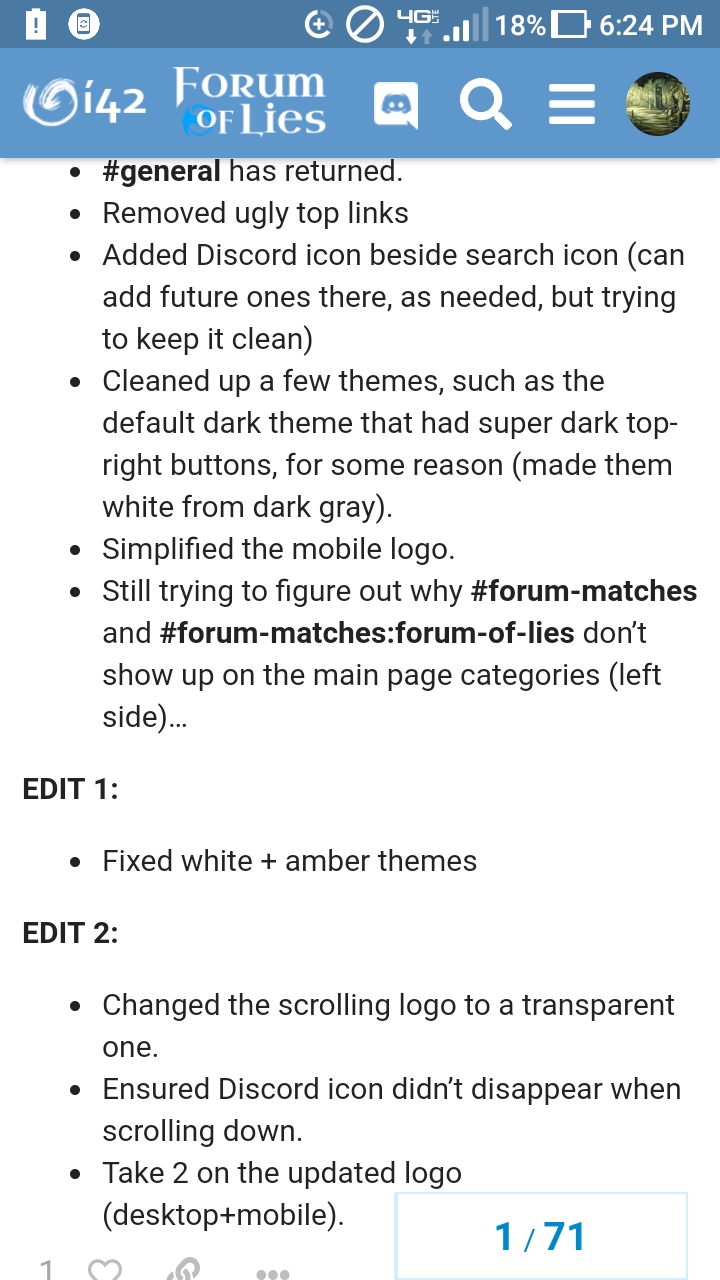 4G LTE 18% 6:24 PM
i42 FORUM
OF LIES
#general has returned.
Removed ugly top links
Added Discord icon beside search icon (can
add future ones there, as needed, but trying
to keep it clean)
Cleaned up a few themes, such as the
default dark theme that had super dark top-
right buttons, for some reason (made them
white from dark gray).
Simplified the mobile logo.
Still trying to figure out why #forum-matches
and #forum-matches:forum-of-lies don’t
show up on the main page categories (left
side)…
EDIT 1:
Fixed white + amber themes
EDIT 2:
Changed the scrolling logo to a transparent
one.
Ensured Discord icon didn’t disappear when
scrolling down.
Take 2 on the updated logo
(desktop+mobile).
1 / 71
1